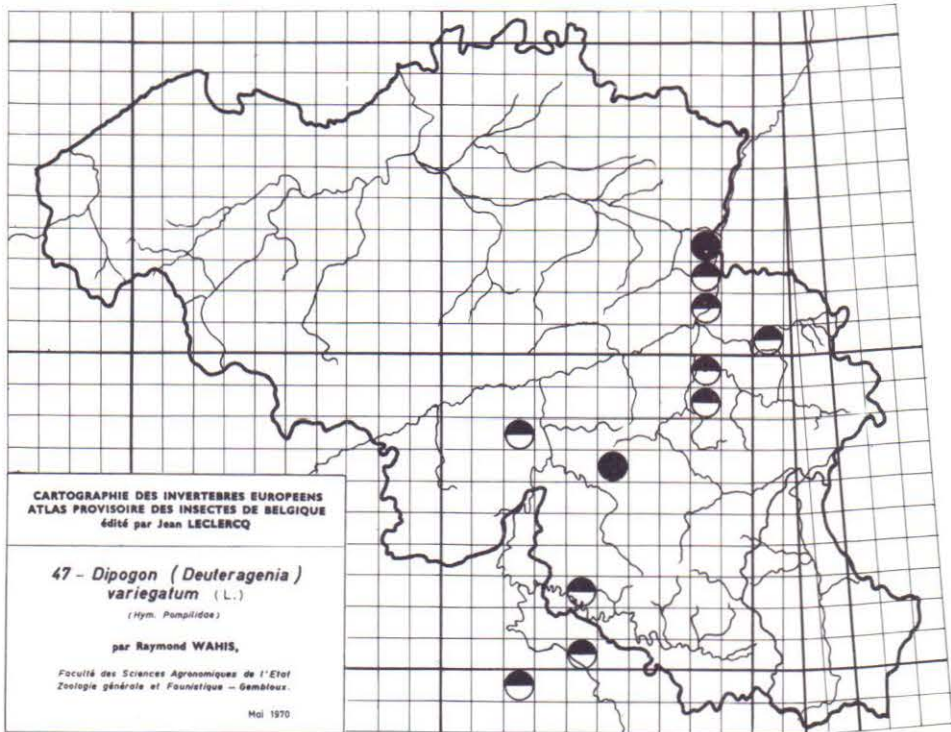 CARTOGRAPHIE DES INVERTEBRES EUROPEENS
ATLAS PROVISOIRE DES INSECTES DE BELGIQUE
édité par Jean LECLERCQ
47 - Dipogon (Deuteragenia)
variegatum (L.)
(Hym. Pompilidae)
par Raymond WAHIS,
Faculté des Sciences Agronomiques de l'Etat
Zoologie générale et Faunistique - Gembloux.
Mai 1970